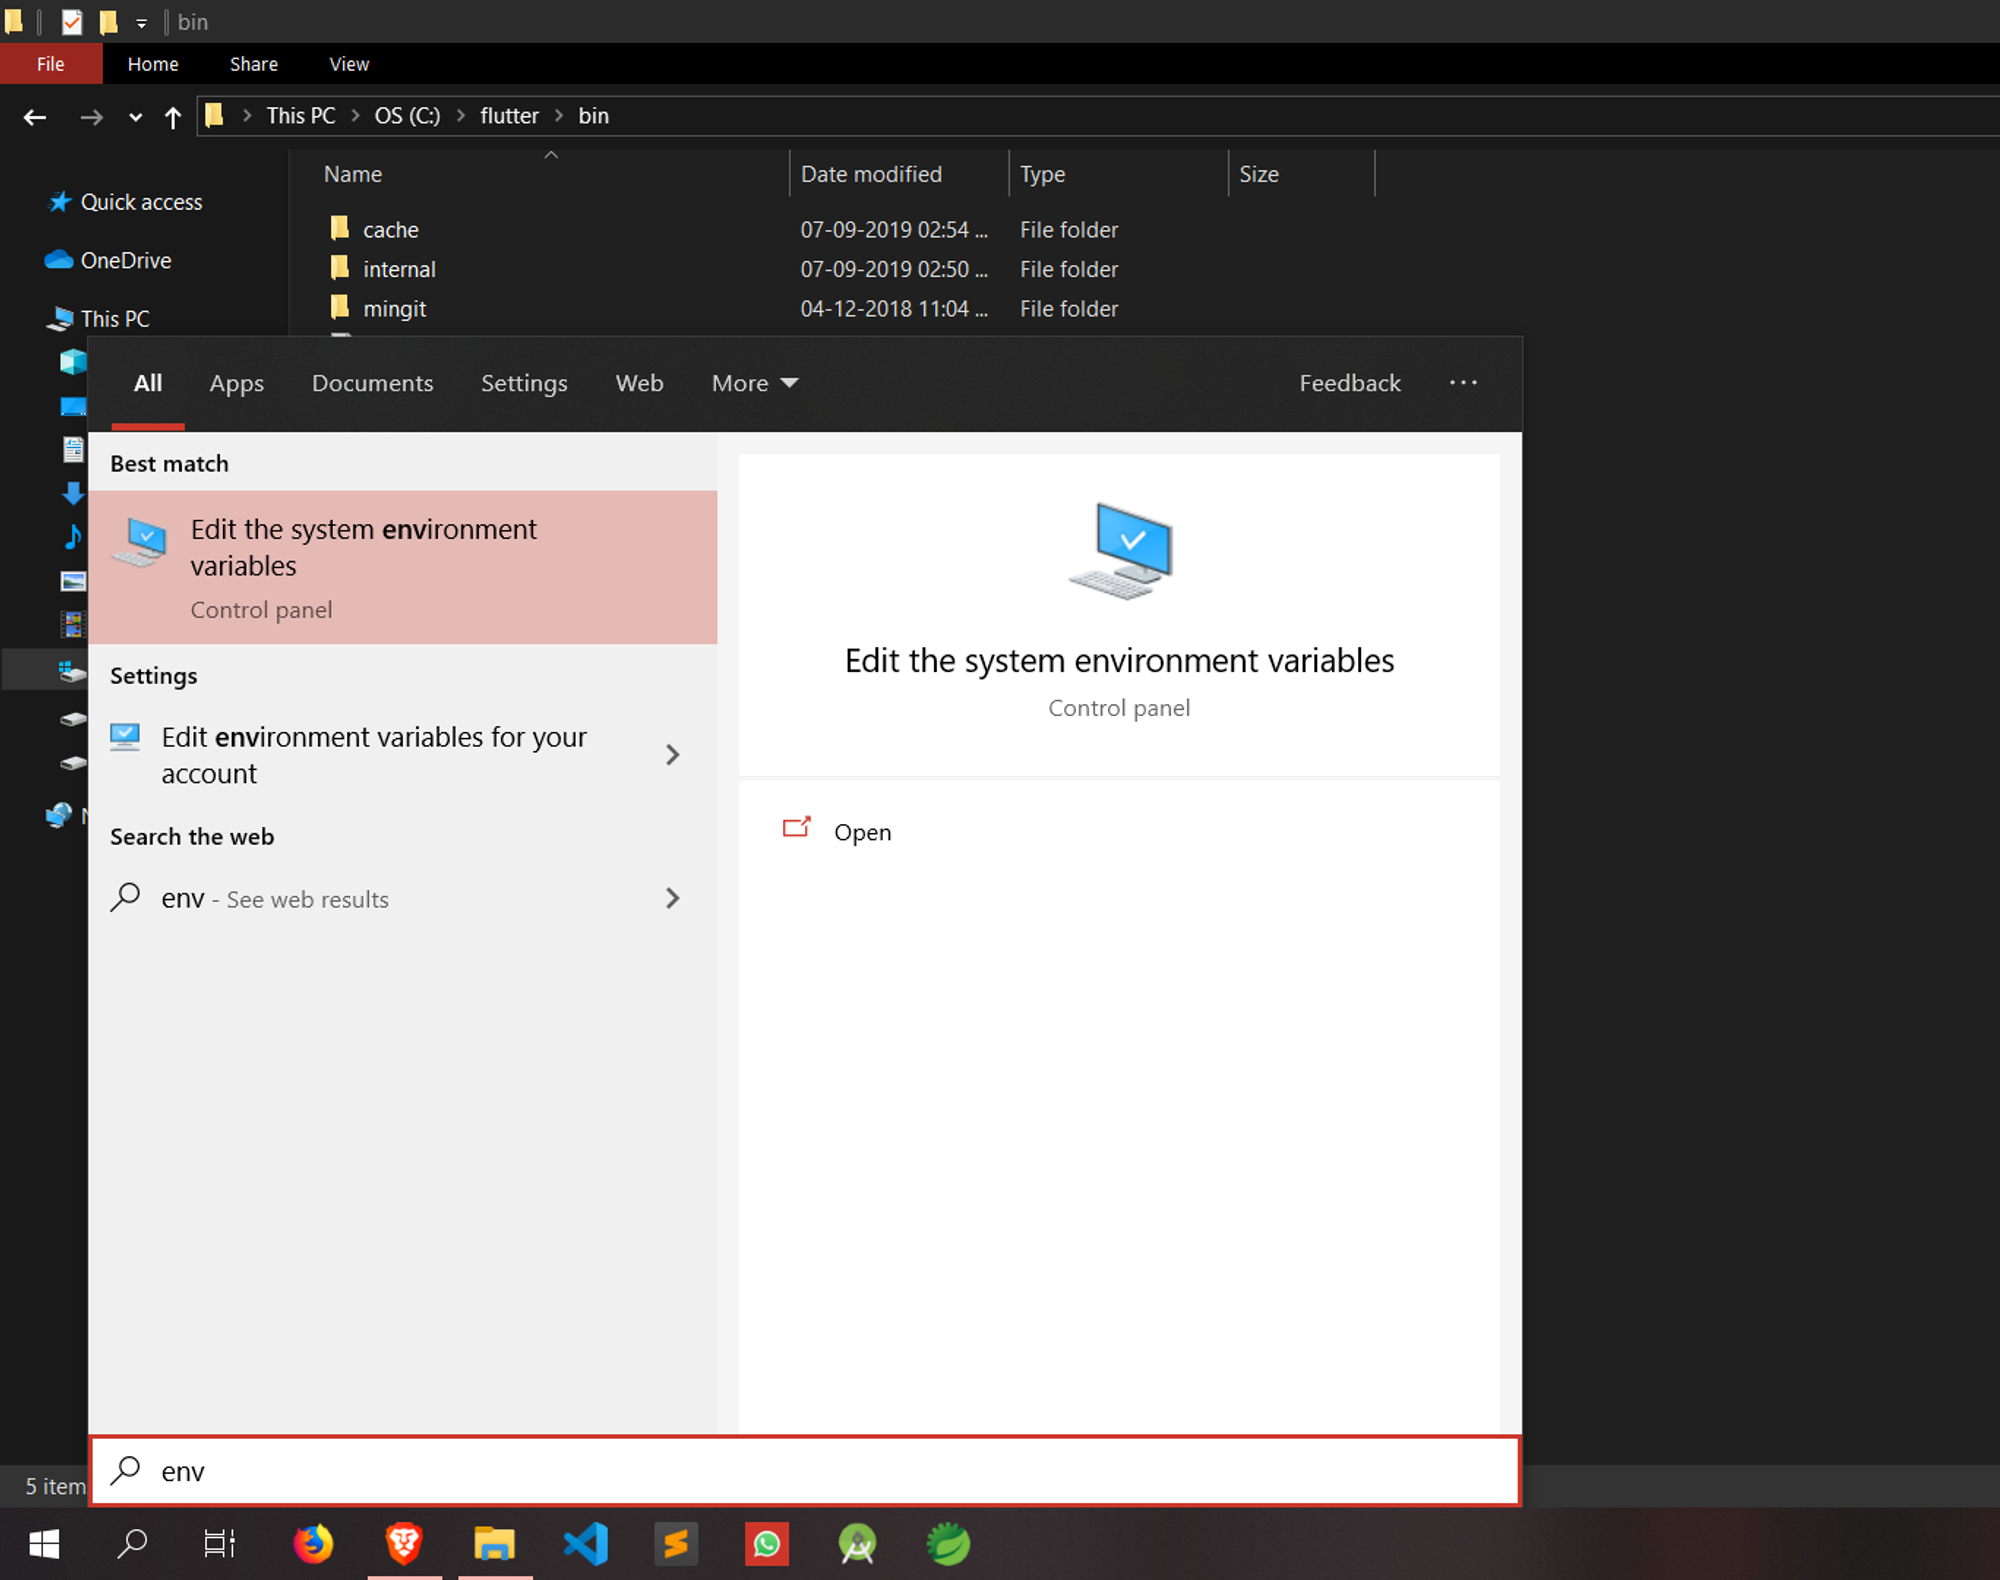 bin
File Home Share View
This PC OS (C:) flutter bin
Name Date modified Type Size
Quick access
cache 07-09-2019 02:54 ... File folder
OneDrive
internal 07-09-2019 02:50 ... File folder
This PC
mingit 04-12-2018 11:04 ... File folder
All Apps Documents Settings Web More Feedback ...
Best match
Edit the system environment
variables
Control panel
Settings
Edit environment variables for your
account
Search the web
env - See web results
Edit the system environment variables
Control panel
Open
5 item
env